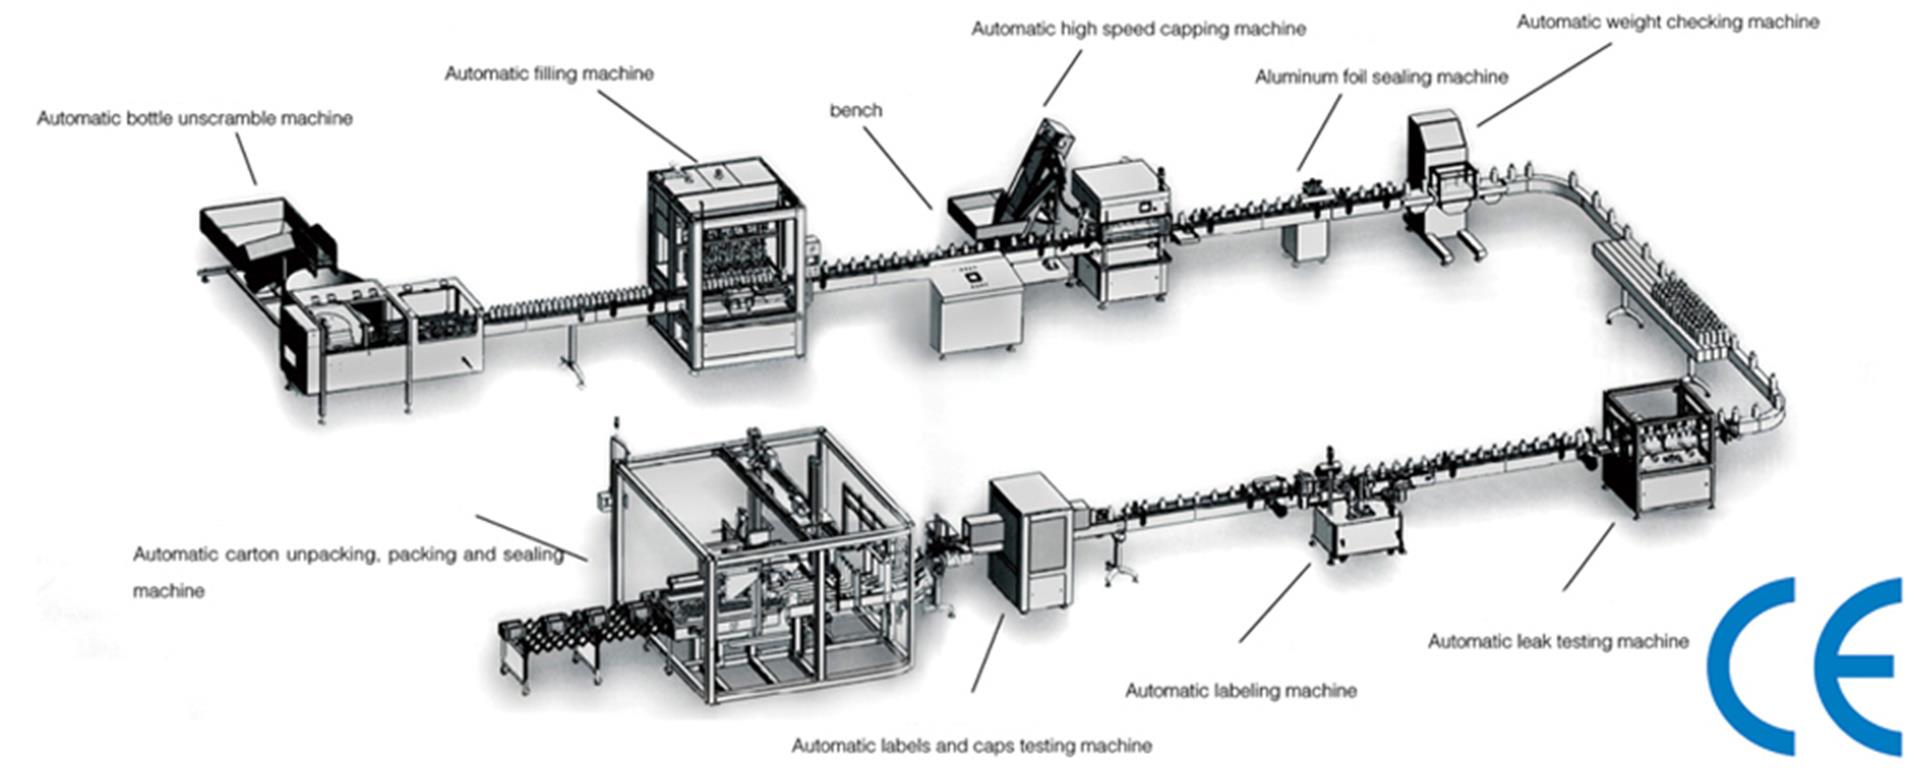 Automatic high speed capping machine
Automatic weight checking machine
Automatic filling machine
Aluminum foil sealing machine
bench
Automatic bottle unscramble machine
Automatic carton unpacking, packing and sealing
machine
Automatic leak testing machine
Automatic labeling machine
Automatic labels and caps testing machine
CE